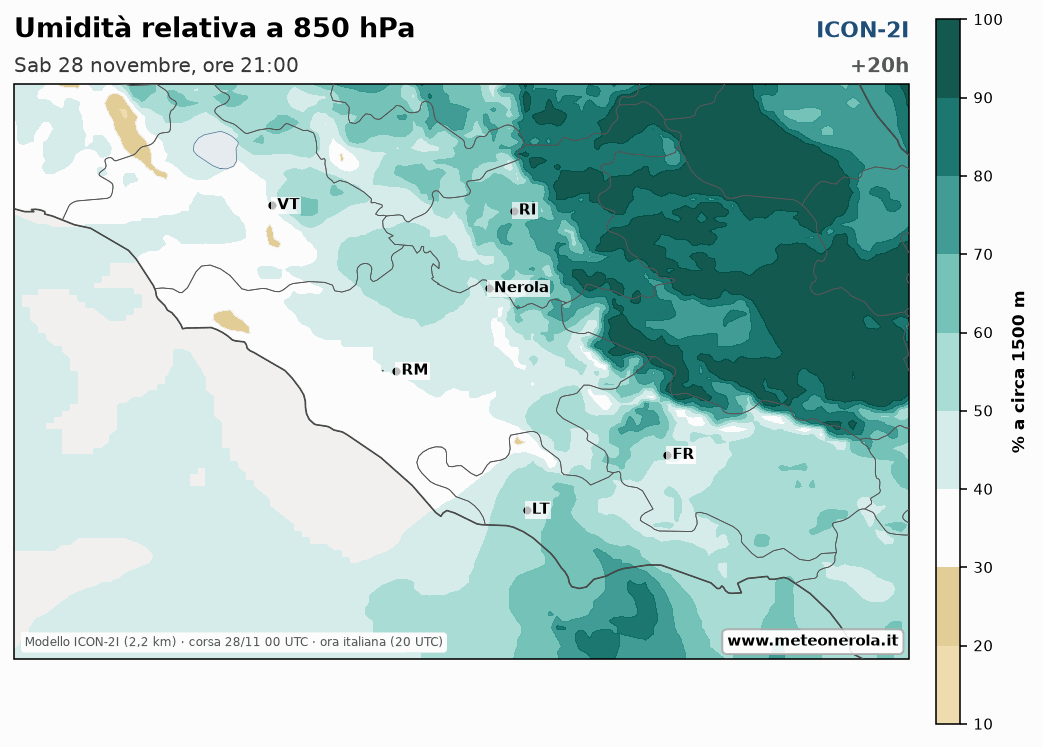 Umidità relativa a 850 hPa
ICON-2I
Sab 28 novembre, ore 21:00
+20h
100
90
80
70
60
50
40
30
20
10
% a circa 1500 m
VT
RI
Nerola
RM
FR
LT
Modello ICON-2I (2,2 km) · corsa 28/11 00 UTC · ora italiana (20 UTC)
www.meteonerola.it